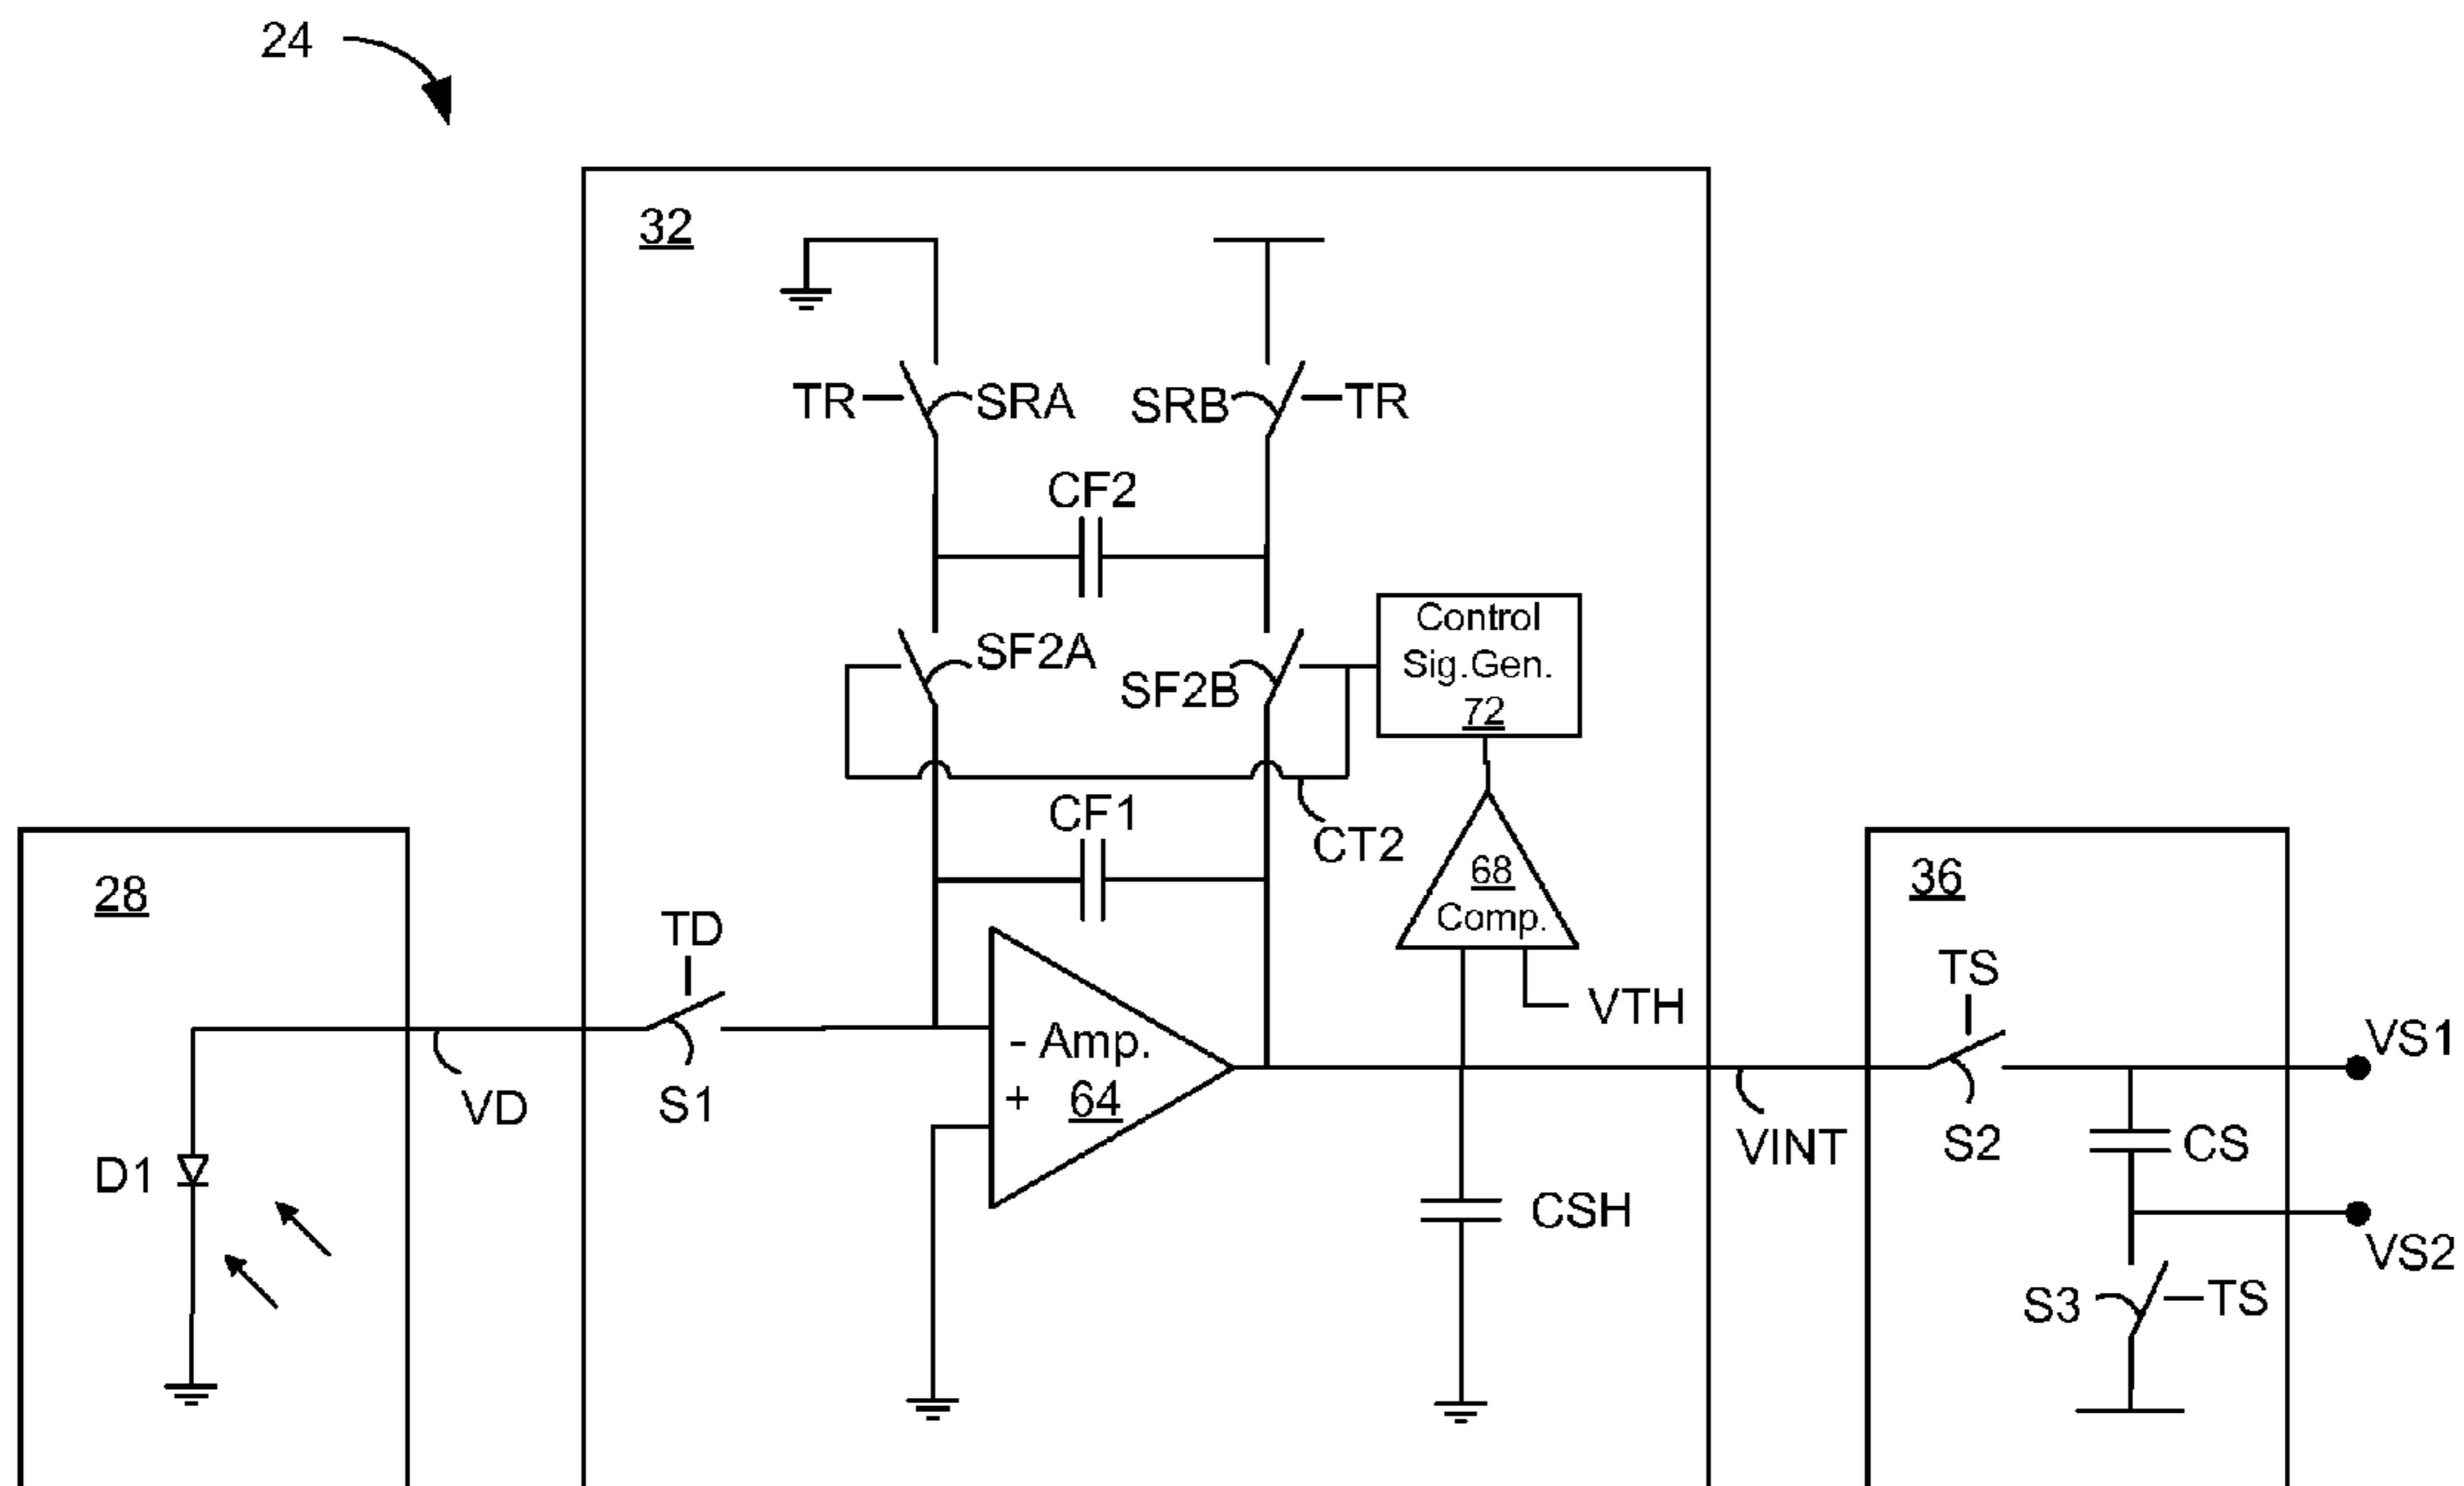 24
32
TR
SRA
SRB
TR
CF2
SF2A
SF2B
Control
Sig.Gen.
72
CF1
CT2
28
TD
68
Comp.
36
- Amp.
+ 64
VTH
TS
VS1
VD
S1
VINT
S2
CS
D1
CSH
VS2
S3
TS